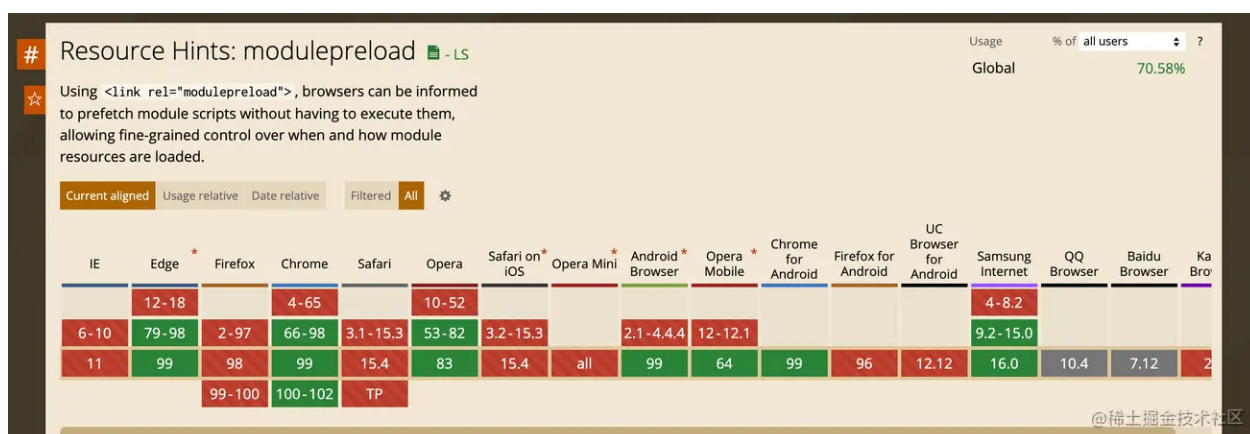 #
☆
Resource Hints: modulepreload - LS
Usage % of all users ?
Global 70.58%
Using <link rel="modulepreload">, browsers can be informed
to prefetch module scripts without having to execute them,
allowing fine-grained control over when and how module
resources are loaded.
Current aligned Usage relative Date relative Filtered All
IE
Edge *
Firefox
Chrome
Safari
Opera
Safari on iOS *
Opera Mini *
Android Browser *
Opera Mobile *
Chrome for Android
Firefox for Android
UC Browser for Android
Samsung Internet
QQ Browser
Baidu Browser
Ka
Bro
12-18 4-65 10-52 4-8.2
6-10 79-98 2-97 66-98 3.1-15.3 53-82 3.2-15.3 2.1-4.4.4 12-12.1 9.2-15.0
11 99 98 99 15.4 83 15.4 all 99 64 99 96 12.12 16.0 10.4 7.12 2
99-100 100-102 TP
@稀土掘金技术社区